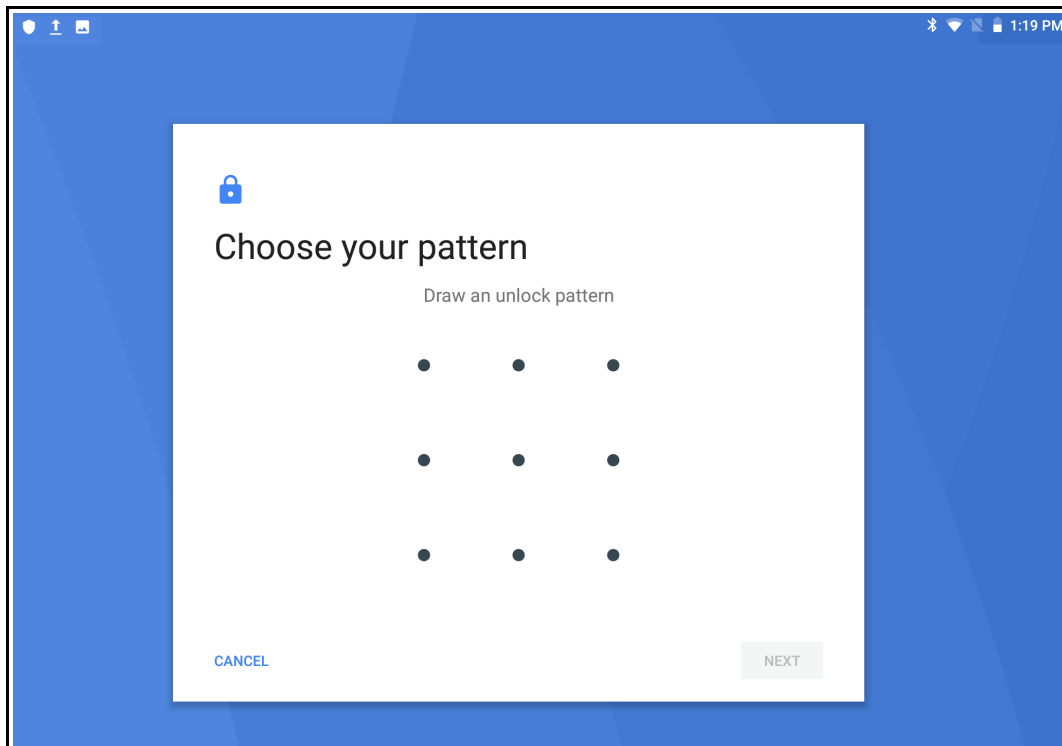 1:19 PM
Choose your pattern
Draw an unlock pattern
CANCEL
NEXT